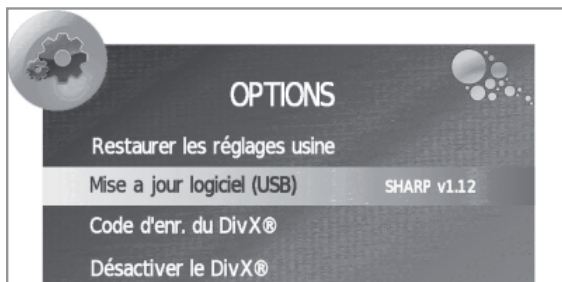 OPTIONS
Restaurer les réglages usine
Mise a jour logiciel (USB) SHARP v1.12
Code d'enr. du DivX®
Désactiver le DivX®